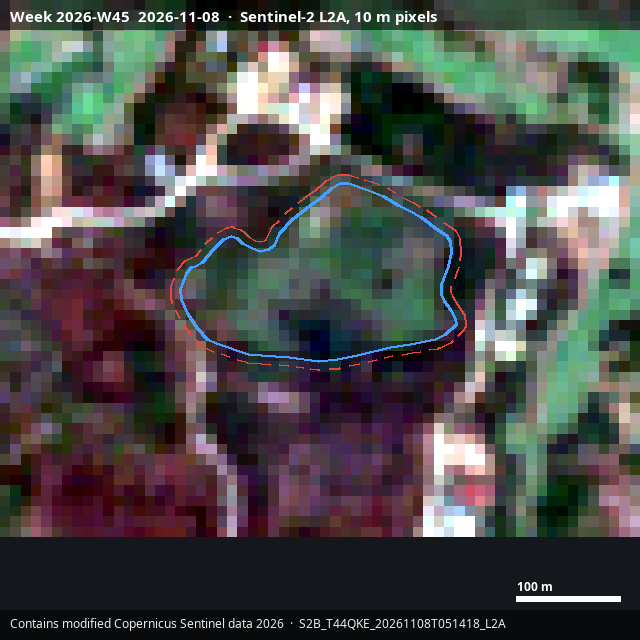 Week 2026-W45  2026-11-08  ·  Sentinel-2 L2A, 10 m pixels
100 m
Contains modified Copernicus Sentinel data 2026  ·  S2B_T44QKE_20261108T051418_L2A